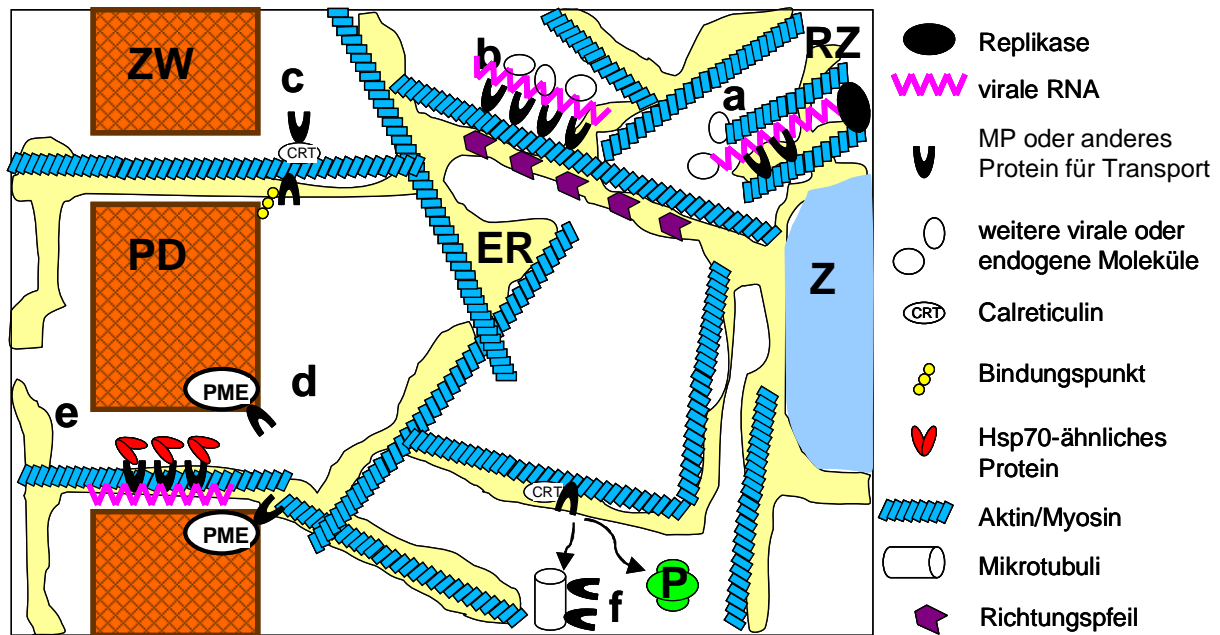 ZW
c
CRT
b
RZ
a
PD
ER
Z
PME
d
e
CRT
PME
f
P
Replikase
virale RNA
MP oder anderes
Protein für Transport
weitere virale oder
endogene Moleküle
CRT
Calreticulin
Bindungspunkt
Hsp70-ähnliches
Protein
Aktin/Myosin
Mikrotubuli
Richtungspfeil